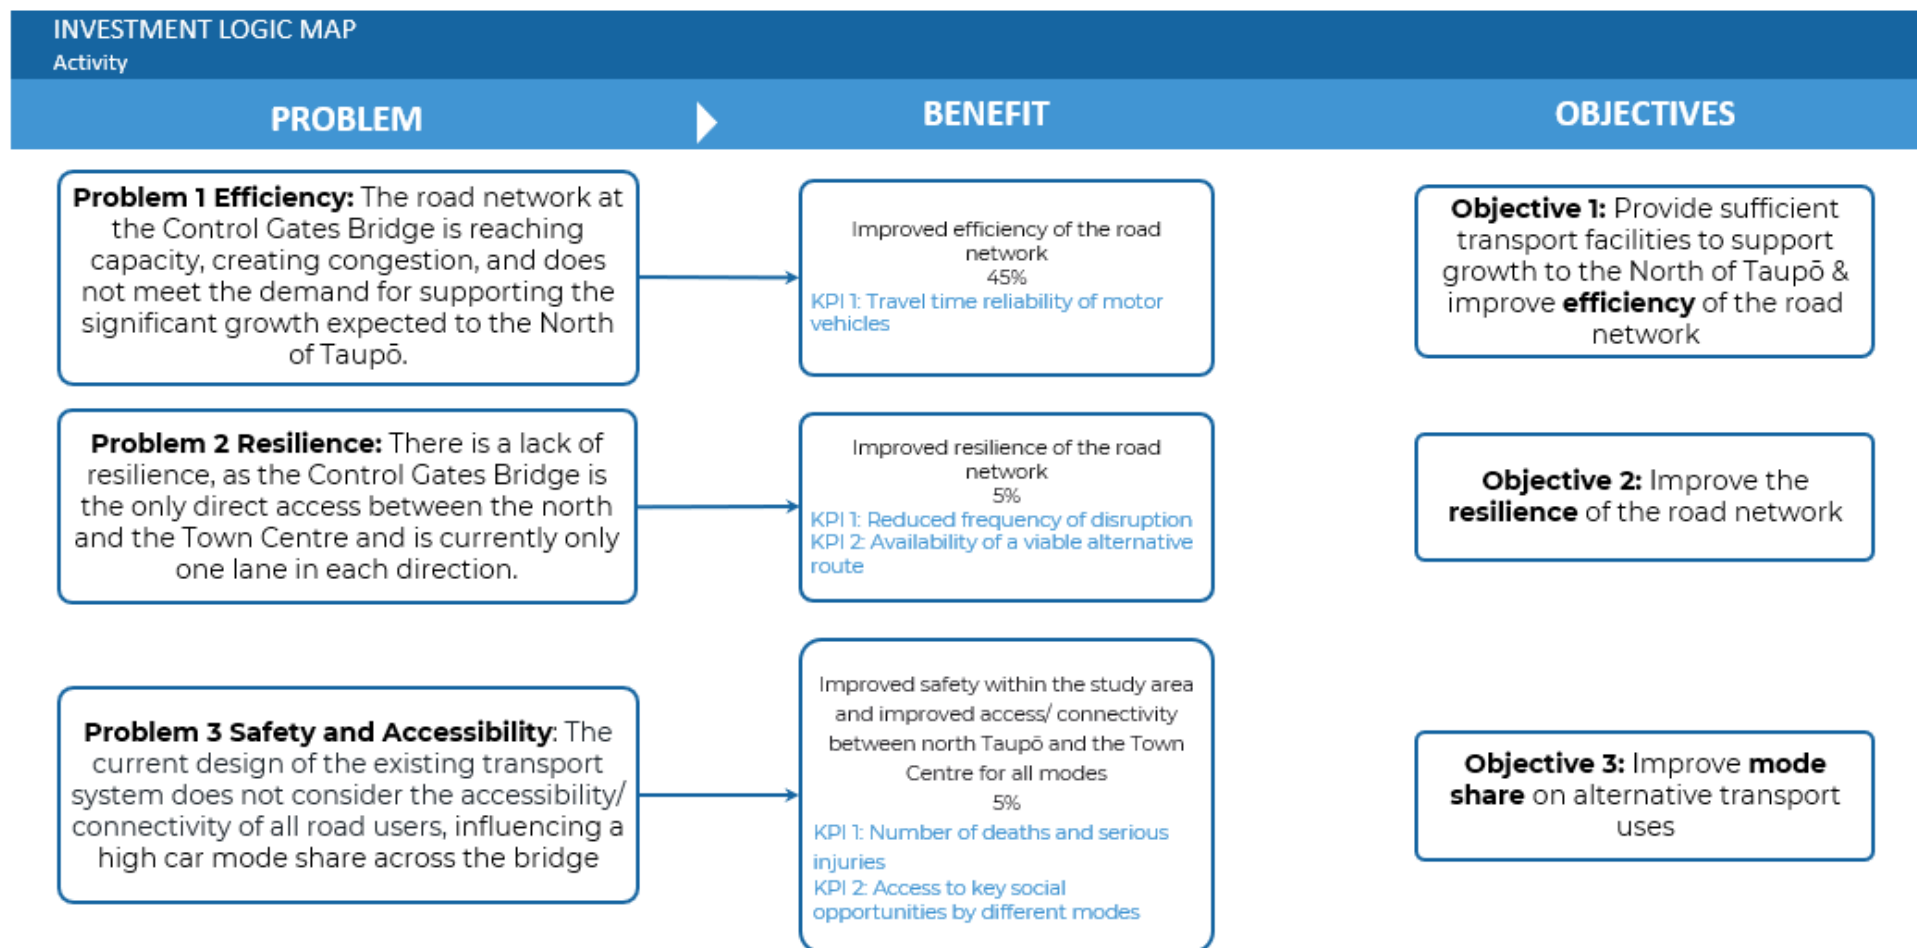 INVESTMENT LOGIC MAP
Activity
PROBLEM
BENEFIT
OBJECTIVES
Problem 1 Efficiency: The road network at
the Control Gates Bridge is reaching
capacity, creating congestion, and does
not meet the demand for supporting the
significant growth expected to the North
of Taupō.
Improved efficiency of the road
network
45%
KPI 1: Travel time reliability of motor
vehicles
Objective 1: Provide sufficient
transport facilities to support
growth to the North of Taupō &
improve efficiency of the road
network
Problem 2 Resilience: There is a lack of
resilience, as the Control Gates Bridge is
the only direct access between the north
and the Town Centre and is currently only
one lane in each direction.
Improved resilience of the road
network
5%
KPI 1: Reduced frequency of disruption
KPI 2: Availability of a viable alternative
route
Objective 2: Improve the
resilience of the road network
Problem 3 Safety and Accessibility: The
current design of the existing transport
system does not consider the accessibility/
connectivity of all road users, influencing a
high car mode share across the bridge
Improved safety within the study area
and improved access/ connectivity
between north Taupō and the Town
Centre for all modes
5%
KPI 1: Number of deaths and serious
injuries
KPI 2: Access to key social
opportunities by different modes
Objective 3: Improve mode
share on alternative transport
uses